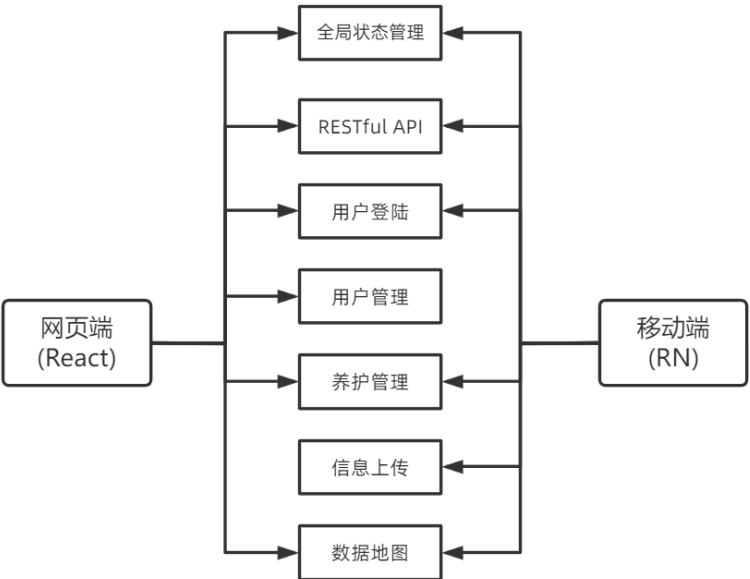 全局状态管理
RESTful API
用户登陆
用户管理
网页端
(React)
移动端
(RN)
养护管理
信息上传
数据地图